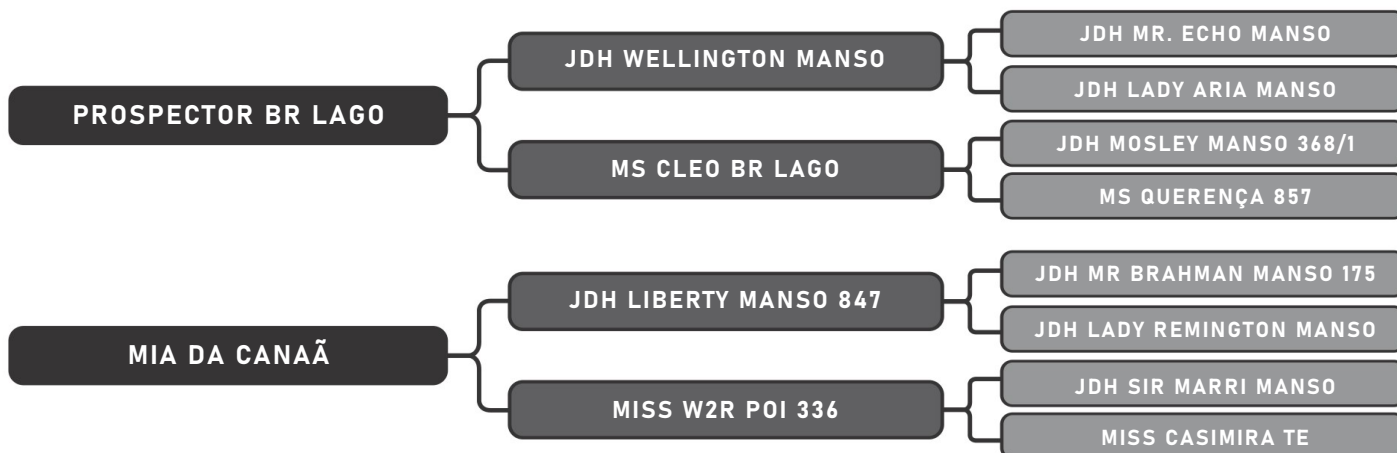 PROSPECTOR BR LAGO
JDH WELLINGTON MANSO
JDH MR. ECHO MANSO
JDH LADY ARIA MANSO
MS CLEO BR LAGO
JDH MOSLEY MANSO 368/1
MS QUERENÇA 857
MIA DA CANAÃ
JDH LIBERTY MANSO 847
JDH MR BRAHMAN MANSO 175
JDH LADY REMINGTON MANSO
MISS W2R POI 336
JDH SIR MARRI MANSO
MISS CASIMIRA TE